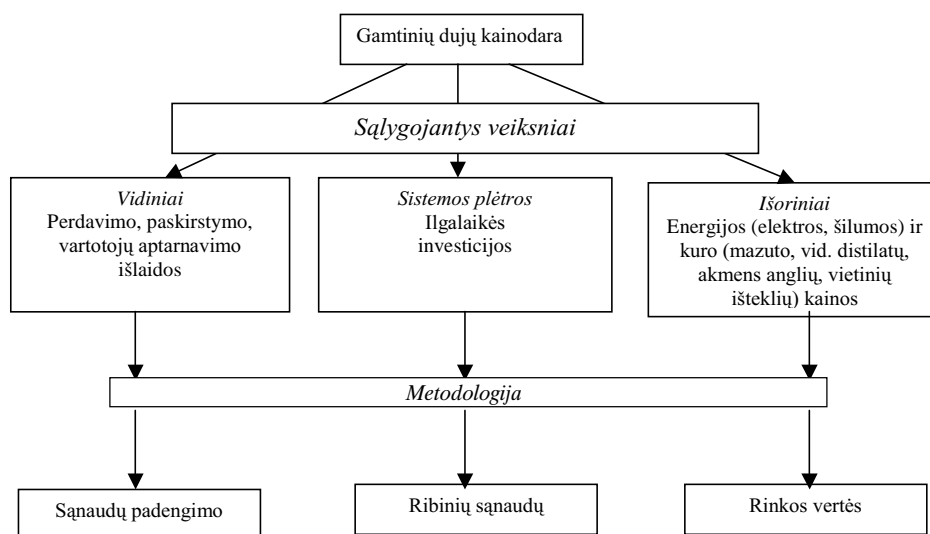 Gamtinių dujų kainodara
Sąlygojantys veiksniai
Vidiniai
Perdavimo, paskirstymo,
vartotojų aptarnavimo
išlaidos
Sistemos plėtros
Ilgalaikės
investicijos
Išoriniai
Energijos (elektros, šilumos) ir
kuro (mazuto, vid. distilatų,
akmens anglių, vietinių
išteklių) kainos
Metodologija
Sąnaudų padengimo
Ribinių sąnaudų
Rinkos vertės